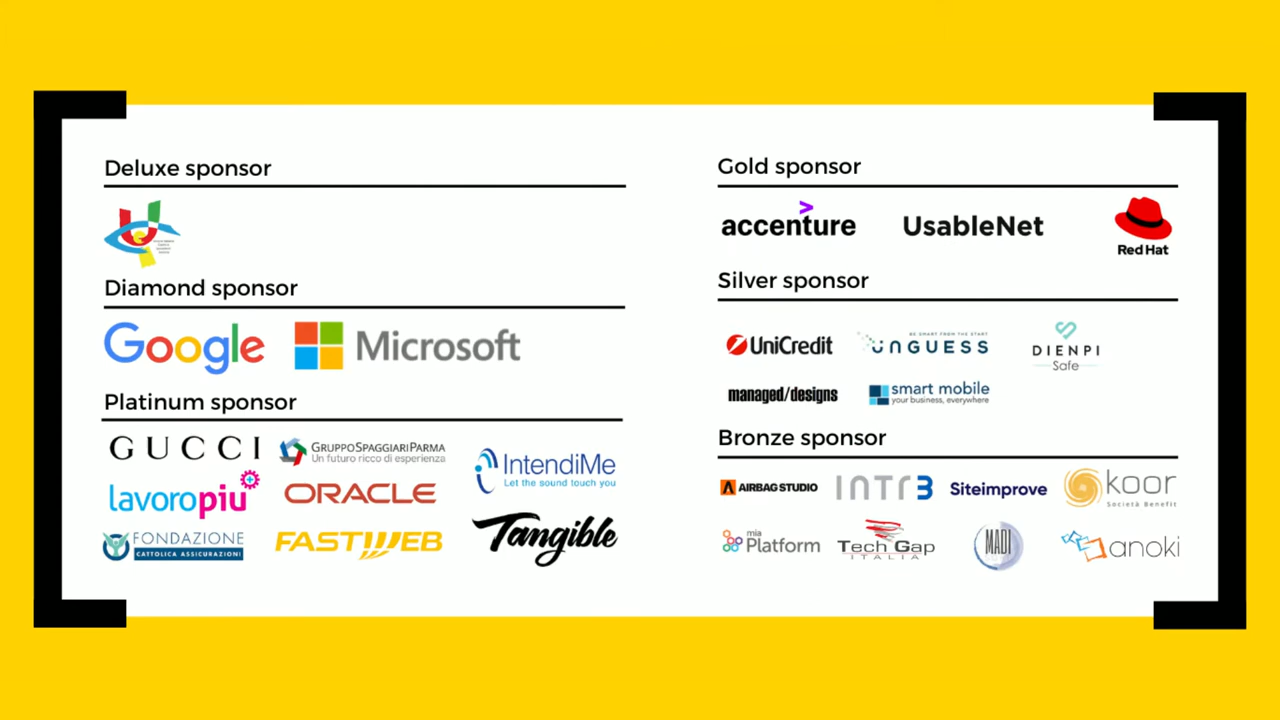 Deluxe sponsor
Diamond sponsor
Google
Microsoft
Platinum sponsor
GUCCI
GRUPPOSPAGGIARIPARMA
Un futuro ricco di esperienza
IntendiMe
Let the sound touch you
lavoropiu
ORACLE
FONDAZIONE
CATTOLICA ASSICURAZIONI
FASTWEB
Tangible
Gold sponsor
accenture
UsableNet
Red Hat
Silver sponsor
UniCredit
BE SMART FROM THE START
UNGUESS
DIENPI
Safe
managed/designs
smart mobile
your business, everywhere
Bronze sponsor
AIRBAG STUDIO
INTR3
Siteimprove
koor
Società Benefit
mia
Platform
Tech Gap
ITALIA
MADI
anoki